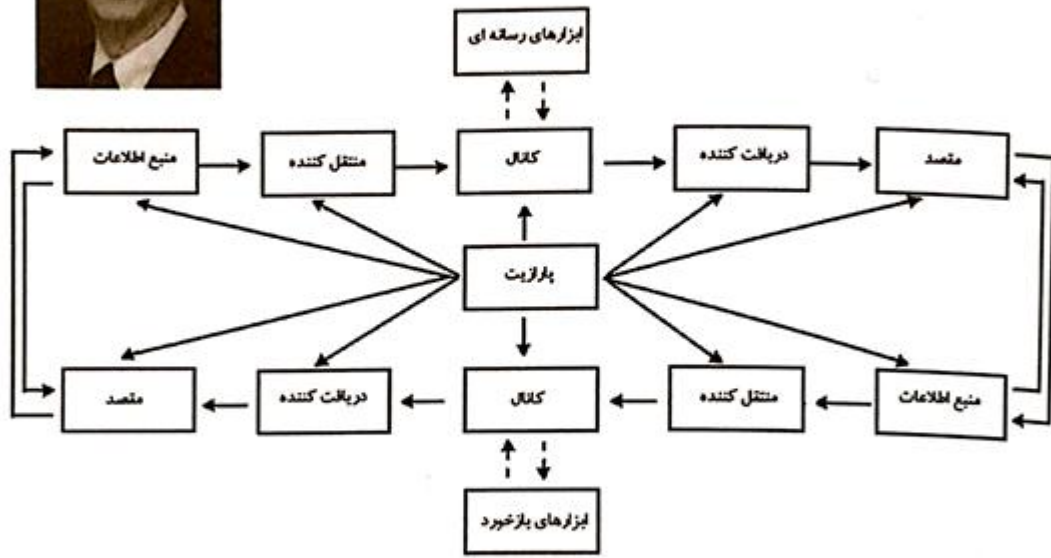 ابزارهای رسانه ای
منبع اطلاعات
منتقل کننده
کانال
دریافت کننده
مقصد
پارازیت
مقصد
دریافت کننده
کانال
منتقل کننده
منبع اطلاعات
ابزارهای بازخورد